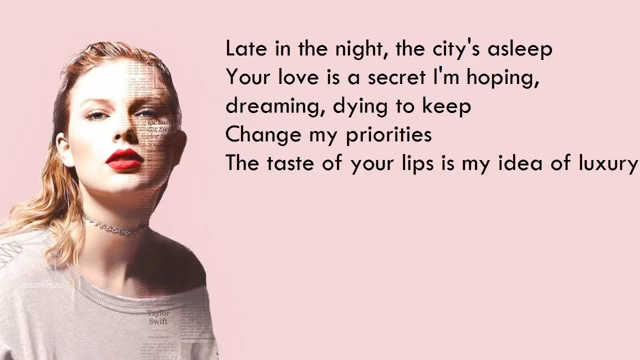 Late in the night, the city's asleep
Your love is a secret I'm hoping,
dreaming, dying to keep
Change my priorities
The taste of your lips is my idea of luxury
Taylor
Swift